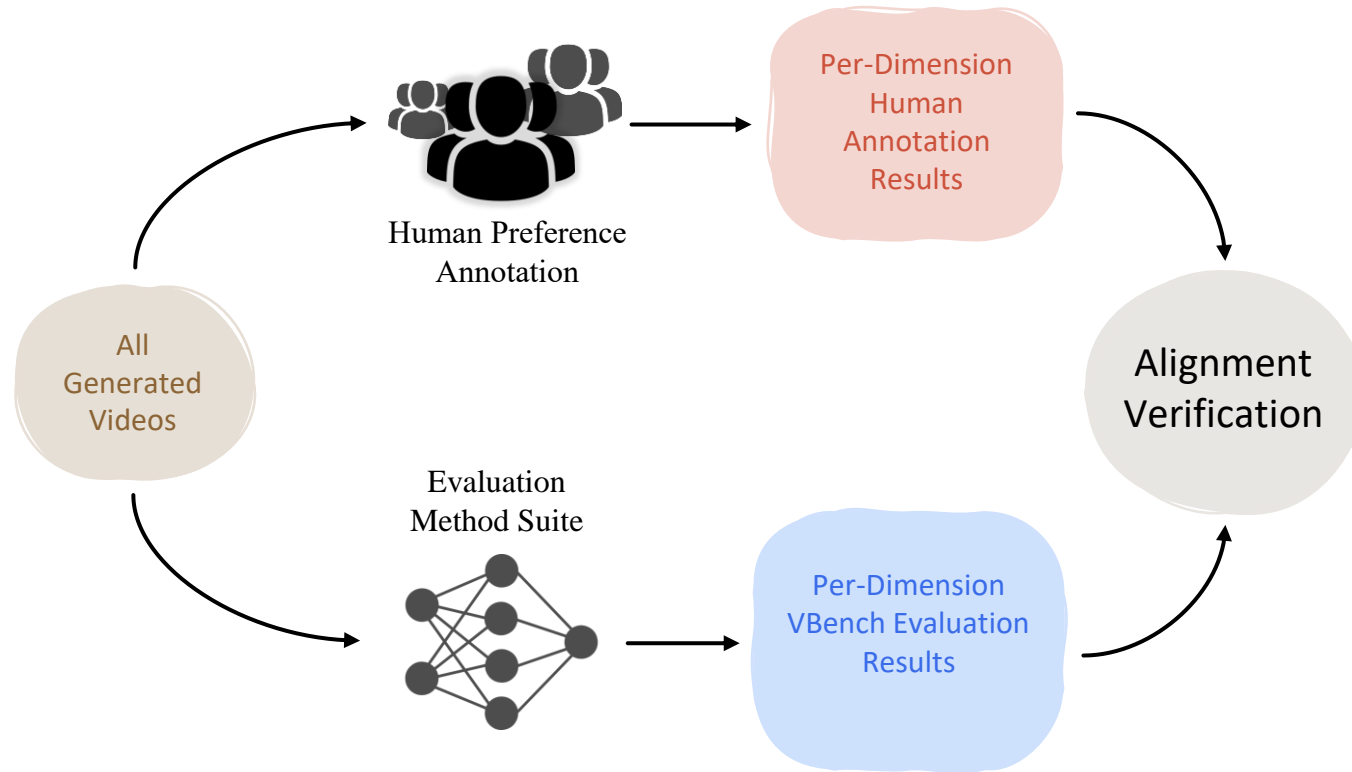 All
Generated
Videos
Human Preference
Annotation
Per-Dimension
Human
Annotation
Results
Evaluation
Method Suite
Per-Dimension
VBench Evaluation
Results
Alignment
Verification